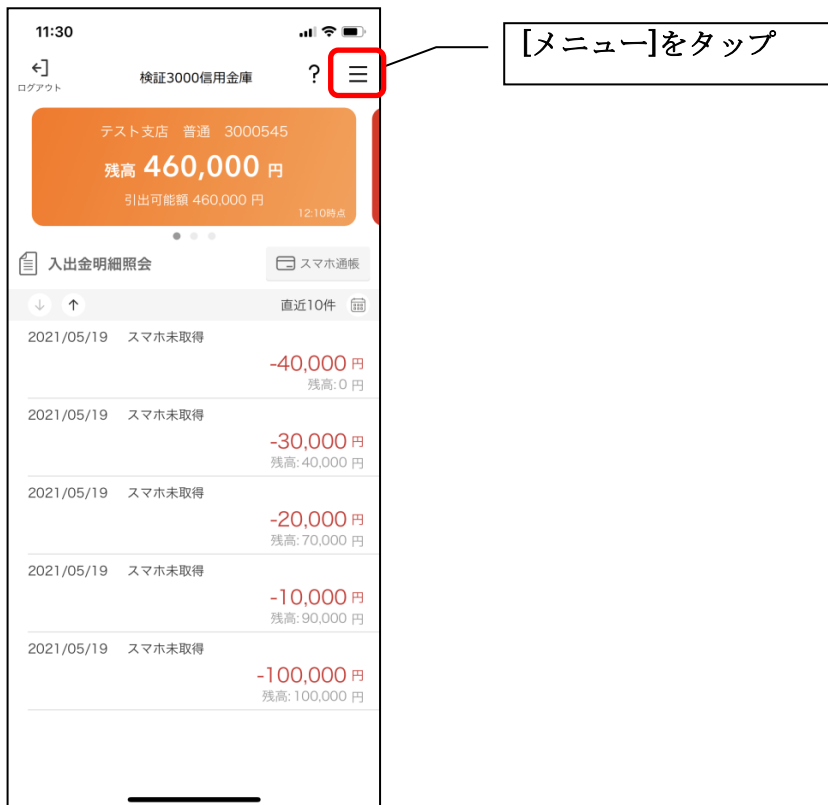 11:30
ログアウト
検証3000信用金庫
?
[メニュー]をタップ
テスト支店 普通 3000545
残高 460,000 円
引出可能額 460,000 円
12:10時点
入出金明細照会
スマホ通帳
直近10件
2021/05/19 スマホ未取得
-40,000 円
残高: 0 円
2021/05/19 スマホ未取得
-30,000 円
残高: 40,000 円
2021/05/19 スマホ未取得
-20,000 円
残高: 70,000 円
2021/05/19 スマホ未取得
-10,000 円
残高: 90,000 円
2021/05/19 スマホ未取得
-100,000 円
残高: 100,000 円